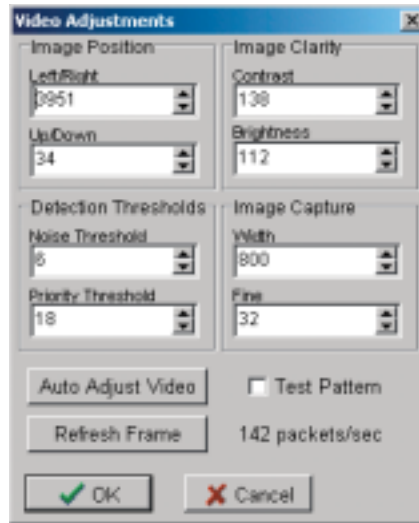 Video Adjustments
Image Position
Left/Right
3951
Up/Down
34
Image Clarity
Contrast
138
Brightness
112
Detection Thresholds
Noise Threshold
6
Priority Threshold
18
Image Capture
Width
800
Fine
32
Auto Adjust Video
Test Pattern
Refresh Frame
142 packets/sec
OK
Cancel